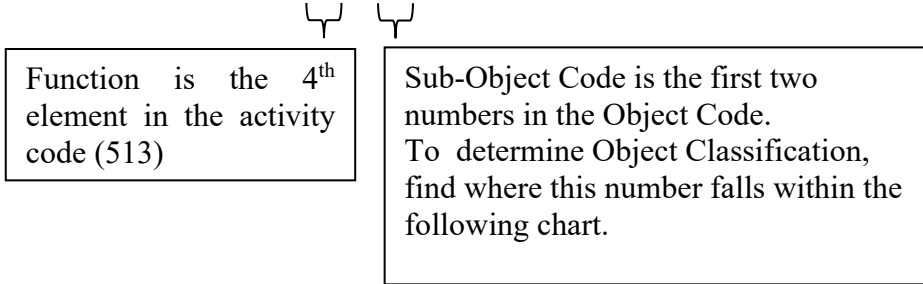 Function is the 4th
element in the activity
code (513)
Sub-Object Code is the first two
numbers in the Object Code.
To determine Object Classification,
find where this number falls within the
following chart.